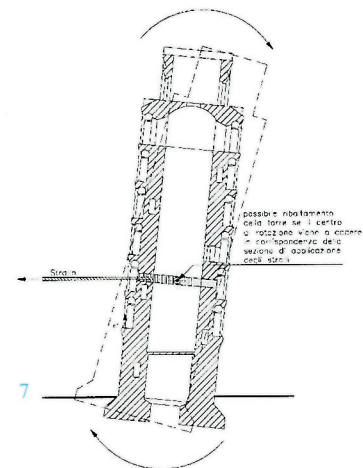 possibile ribaltamento
della torre se il centro
di rotazione viene a cadere
in corrispondenza della
sezione di applicazione
degli stralli
Strallo
7